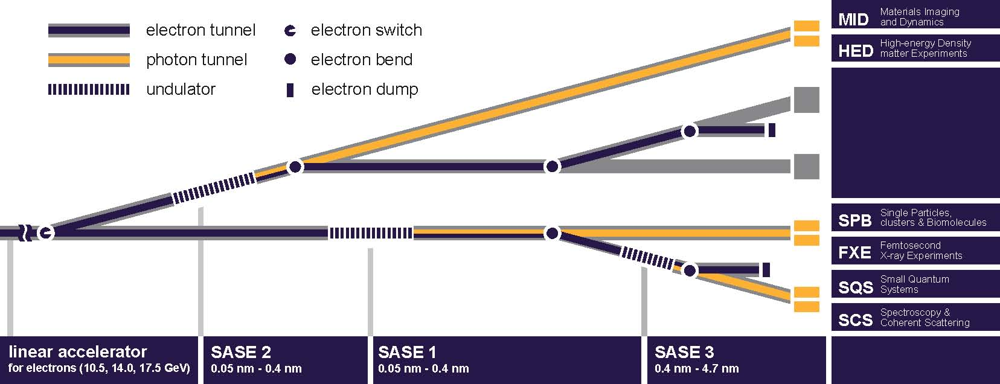 electron tunnel
photon tunnel
undulator
electron switch
electron bend
electron dump
MID
Materials Imaging
and Dynamics
HED
High-energy Density
matter Experiments
SPB
Single Particles,
clusters & Biomolecules
FXE
Femtosecond
X-ray Experiments
SQS
Small Quantum
Systems
SCS
Spectroscopy &
Coherent Scattering
linear accelerator
for electrons (10.5, 14.0, 17.5 GeV)
SASE 2
0.05 nm - 0.4 nm
SASE 1
0.05 nm - 0.4 nm
SASE 3
0.4 nm - 4.7 nm